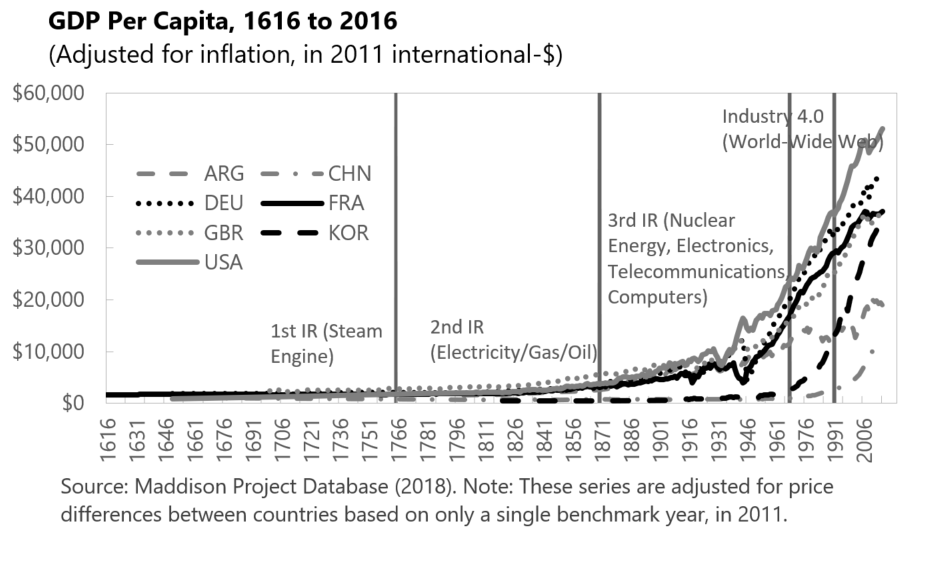 GDP Per Capita, 1616 to 2016
(Adjusted for inflation, in 2011 international-$)
$60,000
$50,000
$40,000
$30,000
$20,000
$10,000
$0
ARG
CHN
DEU
FRA
GBR
KOR
USA
1st IR (Steam
Engine)
2nd IR
(Electricity/Gas/Oil)
3rd IR (Nuclear
Energy, Electronics,
Telecommunications,
Computers)
Industry 4.0
(World-Wide Web)
1616
1631
1646
1661
1676
1691
1706
1721
1736
1751
1766
1781
1796
1811
1826
1841
1856
1871
1886
1901
1916
1931
1946
1961
1976
1991
2006
Source: Maddison Project Database (2018). Note: These series are adjusted for price
differences between countries based on only a single benchmark year, in 2011.